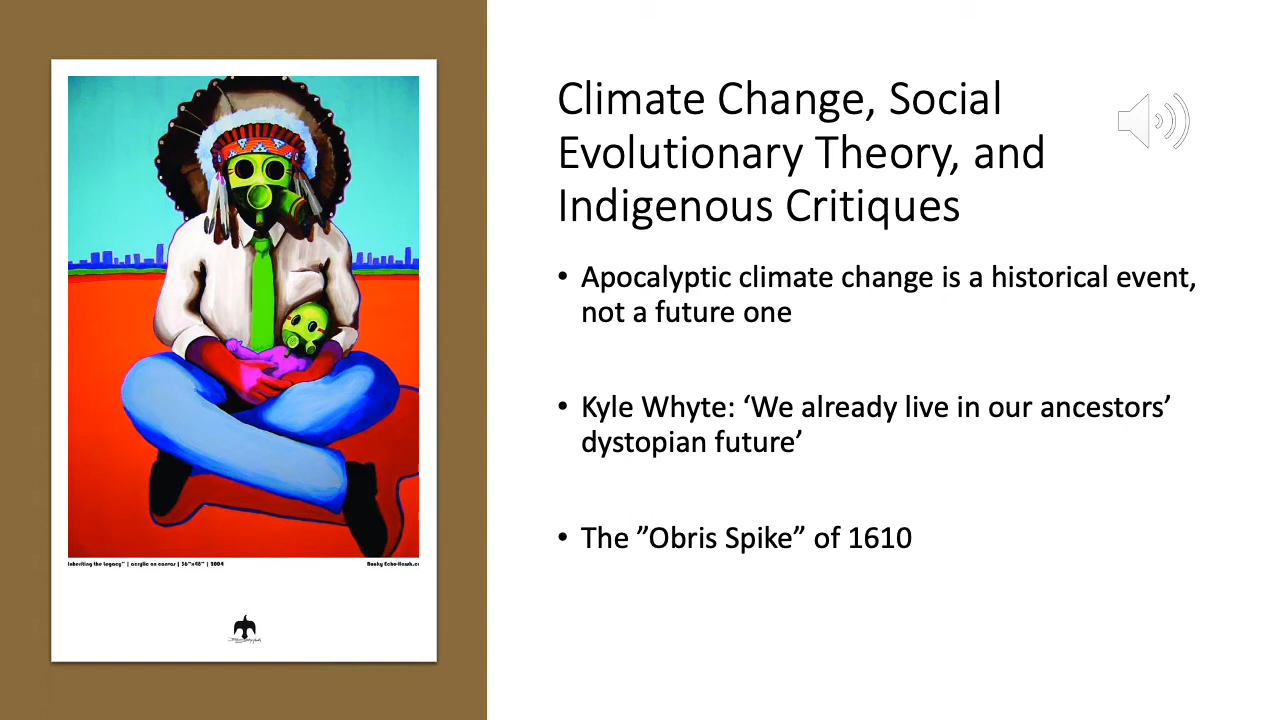 Climate Change, Social
Evolutionary Theory, and
Indigenous Critiques
• Apocalyptic climate change is a historical event,
not a future one
• Kyle Whyte: ‘We already live in our ancestors’
dystopian future’
• The ”Obris Spike” of 1610
Inheriting the Legacy" | acrylic on canvas | 36"x48" | 2004
Bunky Echo-Hawk.c